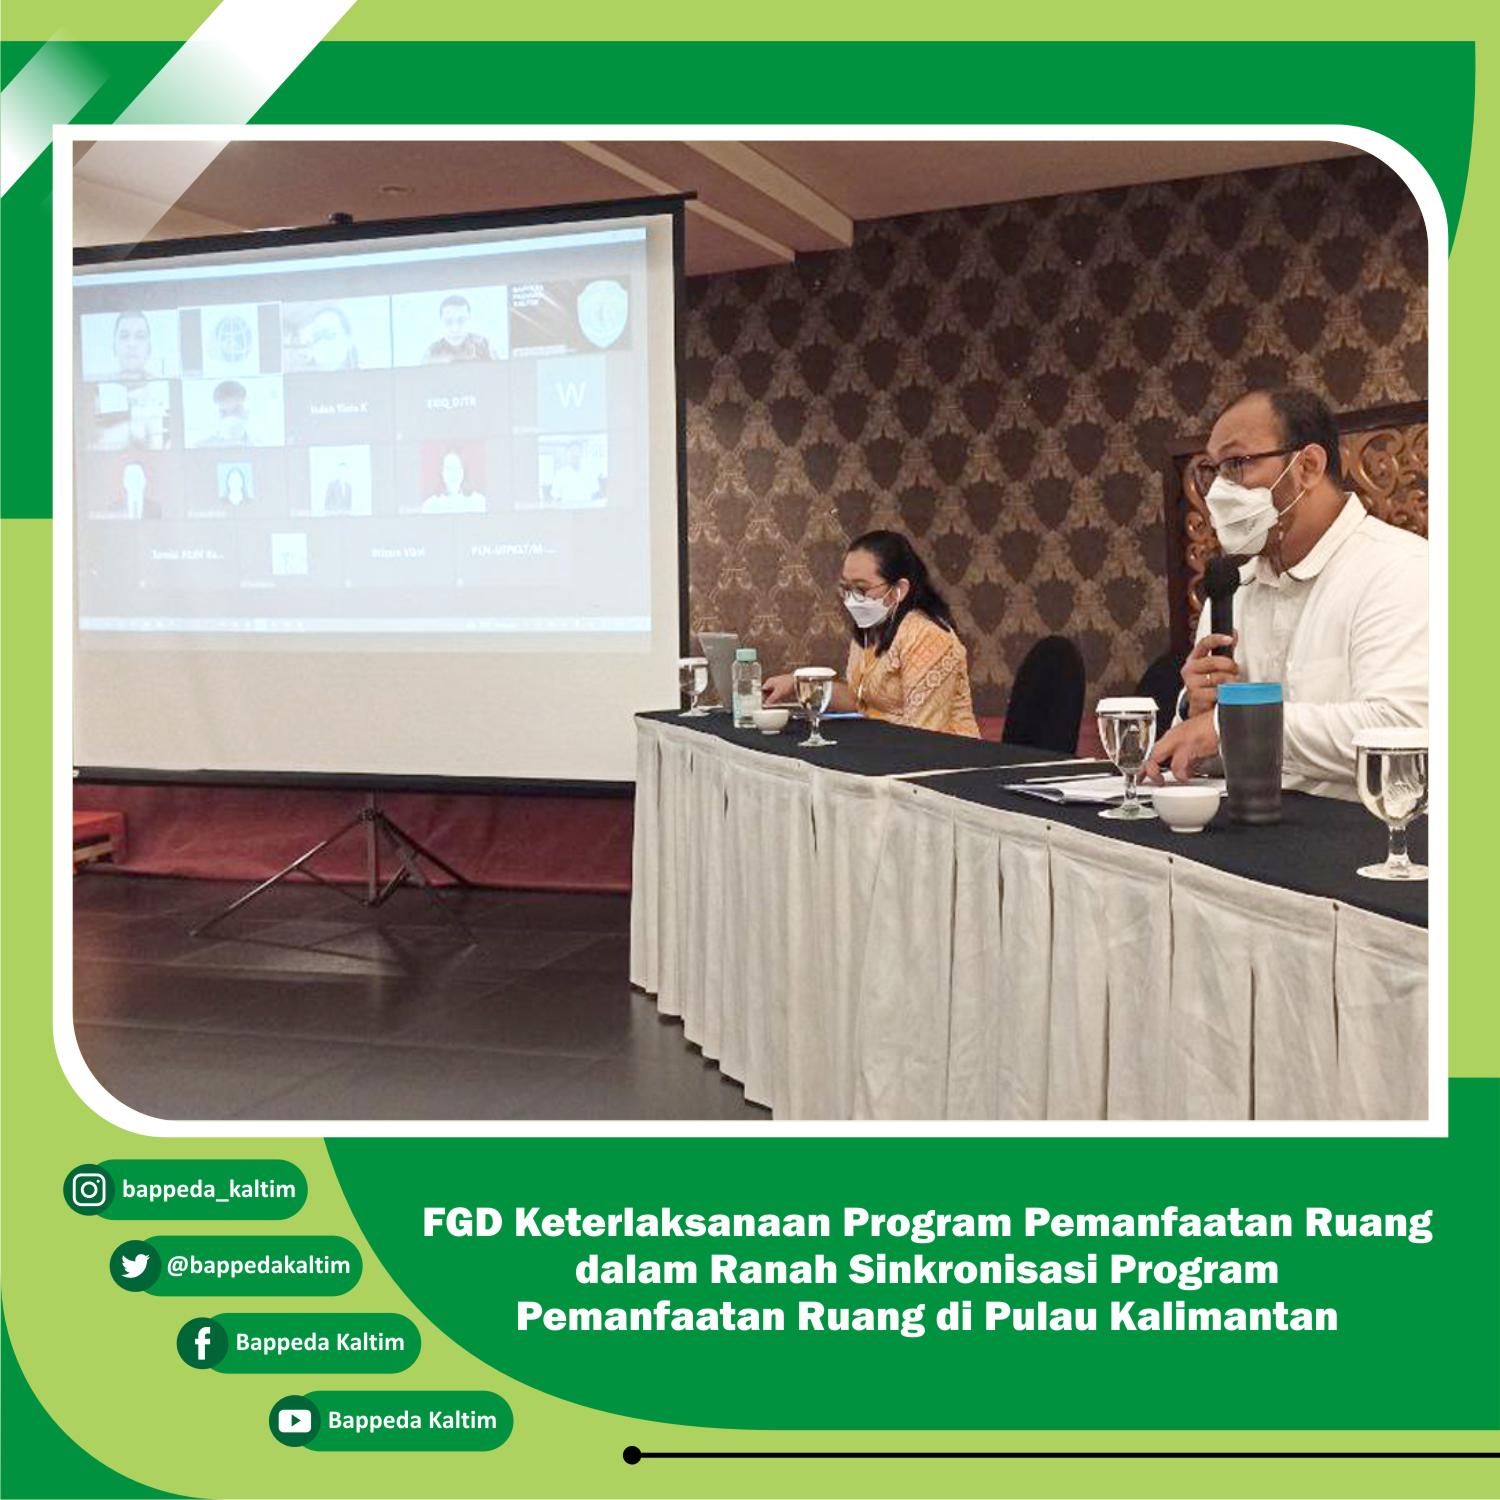 BAPPEDA
W
bappeda_kaltim
@bappedakaltim
Bappeda Kaltim
Bappeda Kaltim
FGD Keterlaksanaan Program Pemanfaatan Ruang
dalam Ranah Sinkronisasi Program
Pemanfaatan Ruang di Pulau Kalimantan